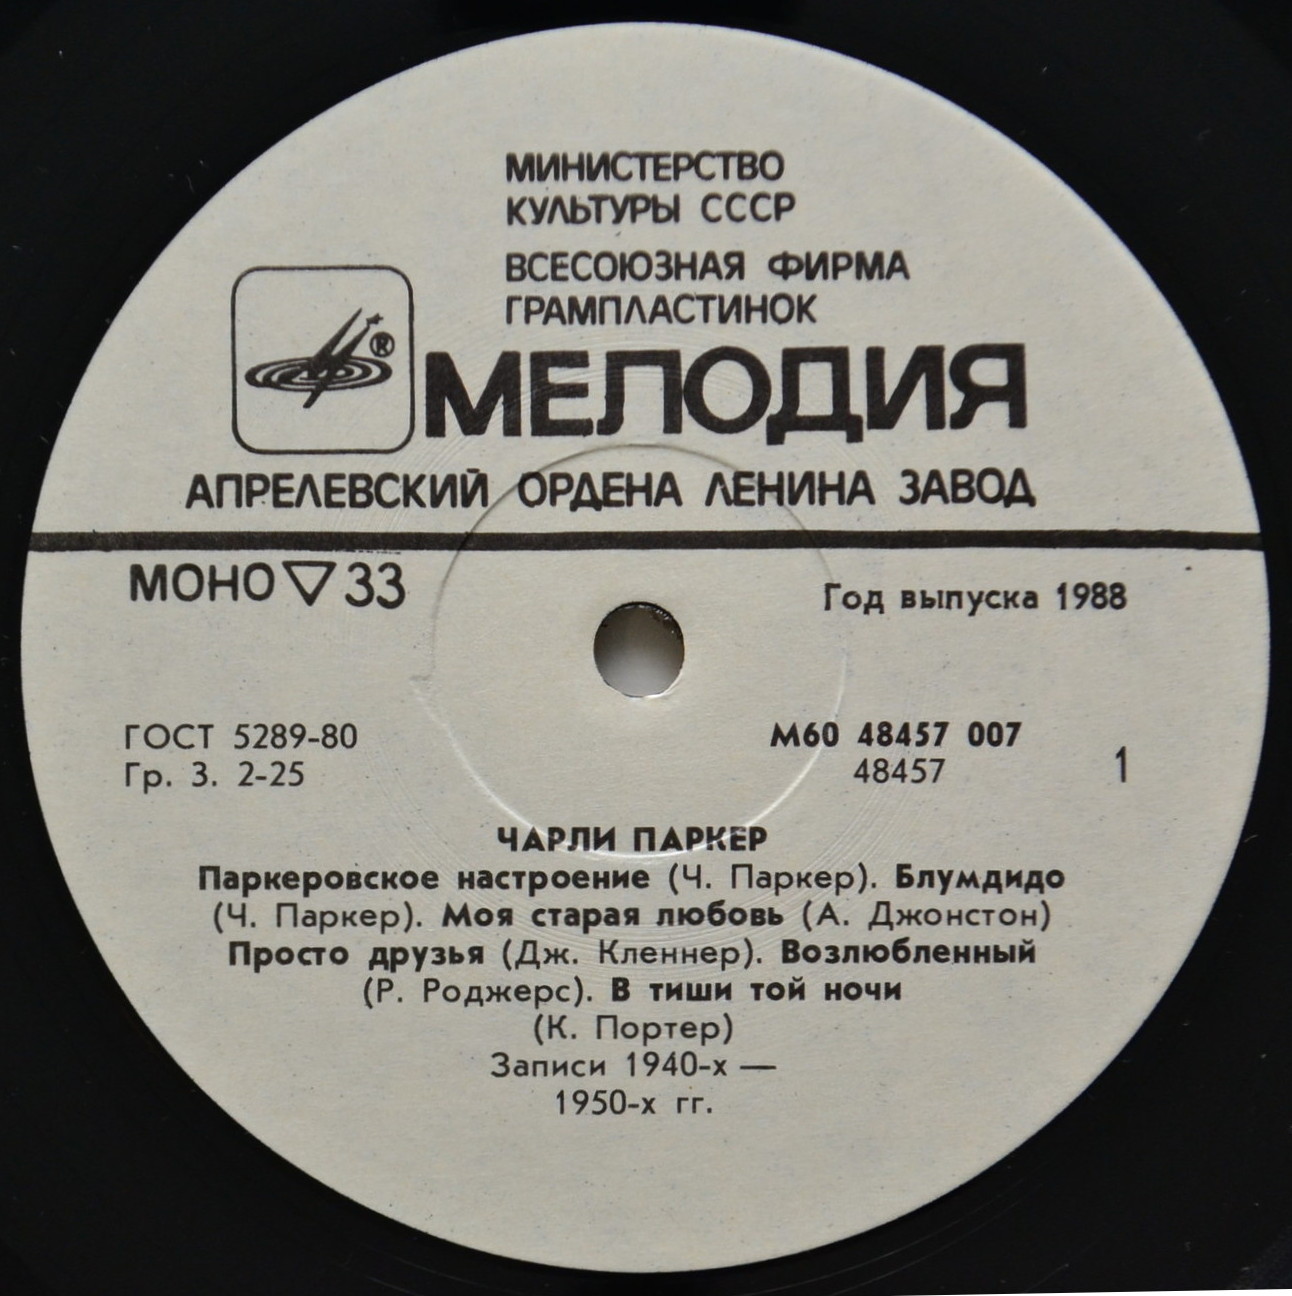 МИНИСТЕРСТВО
КУЛЬТУРЫ СССР
ВСЕСОЮЗНАЯ ФИРМА
ГРАМПЛАСТИНОК
®
МЕЛОДИЯ
АПРЕЛЕВСКИЙ ОРДЕНА ЛЕНИНА ЗАВОД
МОНО ▽ 33
Год выпуска 1988
ГОСТ 5289-80
Гр. 3. 2-25
М60 48457 007
48457
1
ЧАРЛИ ПАРКЕР
Паркеровское настроение (Ч. Паркер). Блумдидо
(Ч. Паркер). Моя старая любовь (А. Джонстон)
Просто друзья (Дж. Кленнер). Возлюбленный
(Р. Роджерс). В тиши той ночи
(К. Портер)
Записи 1940-х —
1950-х гг.